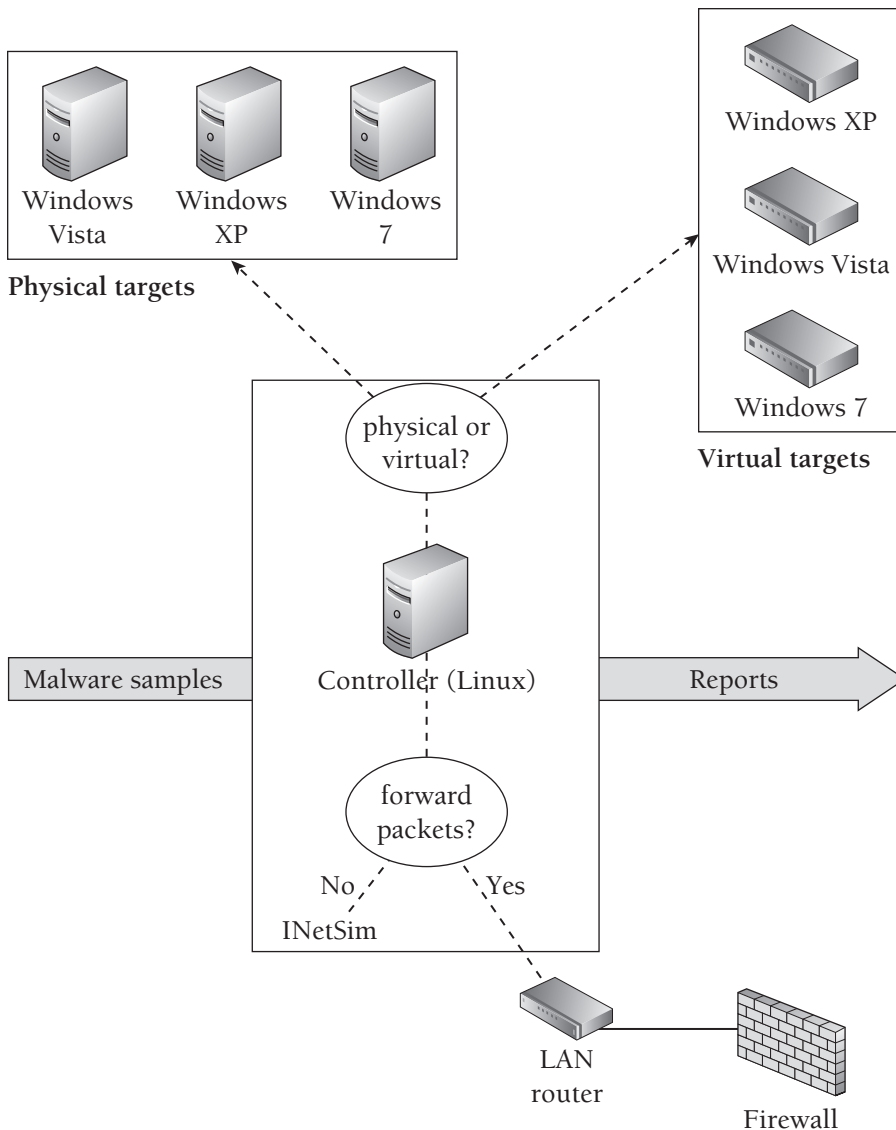 Windows
Vista
Windows
XP
Windows
7
Physical targets
Windows XP
Windows Vista
Windows 7
Virtual targets
physical or
virtual?
Malware samples
Controller (Linux)
Reports
forward
packets?
No
Yes
INetSim
LAN
router
Firewall